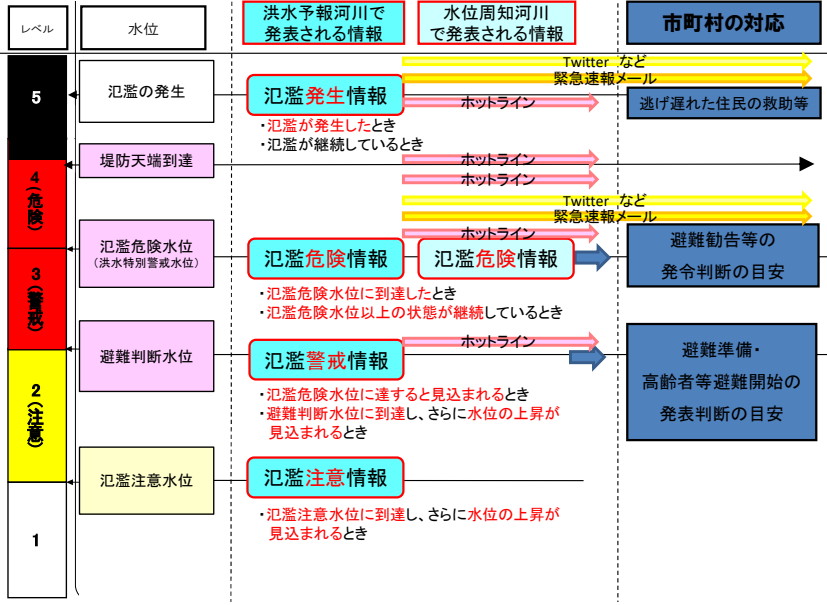 レベル
水位
洪水予報河川で
発表される情報
水位周知河川
で発表される情報
市町村の対応
5
氾濫の発生
氾濫発生情報
Twitter など
緊急速報メール
ホットライン
逃げ遅れた住民の救助等
・氾濫が発生したとき
・氾濫が継続しているとき
堤防天端到達
ホットライン
ホットライン
4
(危険)
Twitter など
緊急速報メール
ホットライン
氾濫危険水位
(洪水特別警戒水位)
氾濫危険情報
氾濫危険情報
避難勧告等の
発令判断の目安
・氾濫危険水位に到達したとき
・氾濫危険水位以上の状態が継続しているとき
3
(警戒)
避難判断水位
氾濫警戒情報
ホットライン
避難準備・
高齢者等避難開始の
発表判断の目安
・氾濫危険水位に達すると見込まれるとき
・避難判断水位に到達し、さらに水位の上昇が
見込まれるとき
2
(注意)
氾濫注意水位
氾濫注意情報
・氾濫注意水位に到達し、さらに水位の上昇が
見込まれるとき
1